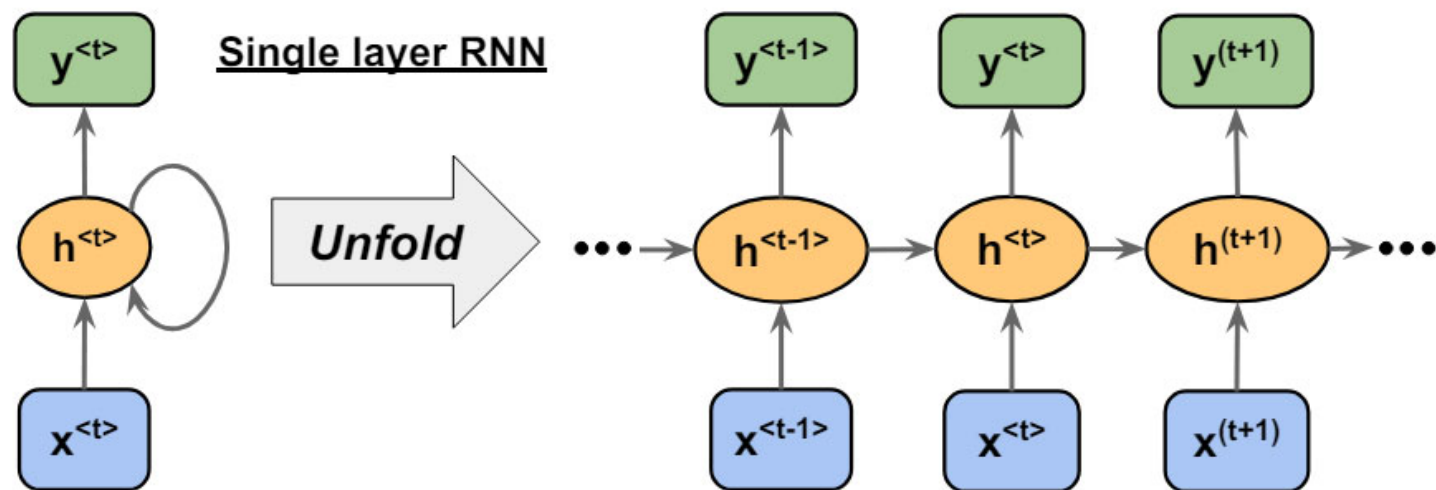 y<t>
Single layer RNN
y<t-1>
y<t>
y(t+1)
h<t>
Unfold
•••
h<t-1>
h<t>
h(t+1)
•••
x<t>
x<t-1>
x<t>
x(t+1)